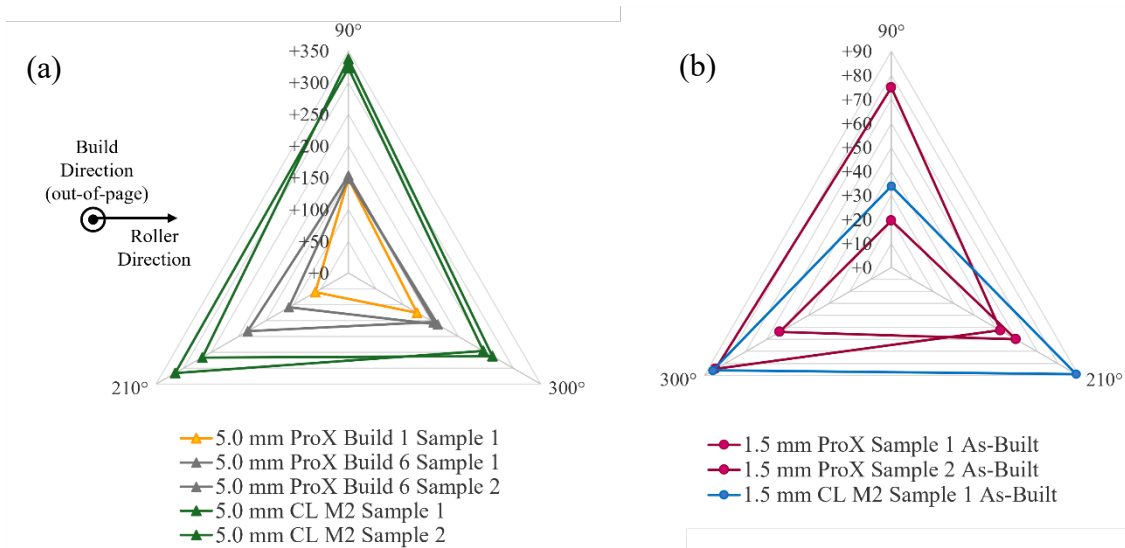 (a)
90°
+350
+300
+250
+200
+150
+100
+50
+0
210°
300°
Build
Direction
(out-of-page)
Roller
Direction
5.0 mm ProX Build 1 Sample 1
5.0 mm ProX Build 6 Sample 1
5.0 mm ProX Build 6 Sample 2
5.0 mm CL M2 Sample 1
5.0 mm CL M2 Sample 2
(b)
90°
+90
+80
+70
+60
+50
+40
+30
+20
+10
+0
300°
210°
1.5 mm ProX Sample 1 As-Built
1.5 mm ProX Sample 2 As-Built
1.5 mm CL M2 Sample 1 As-Built